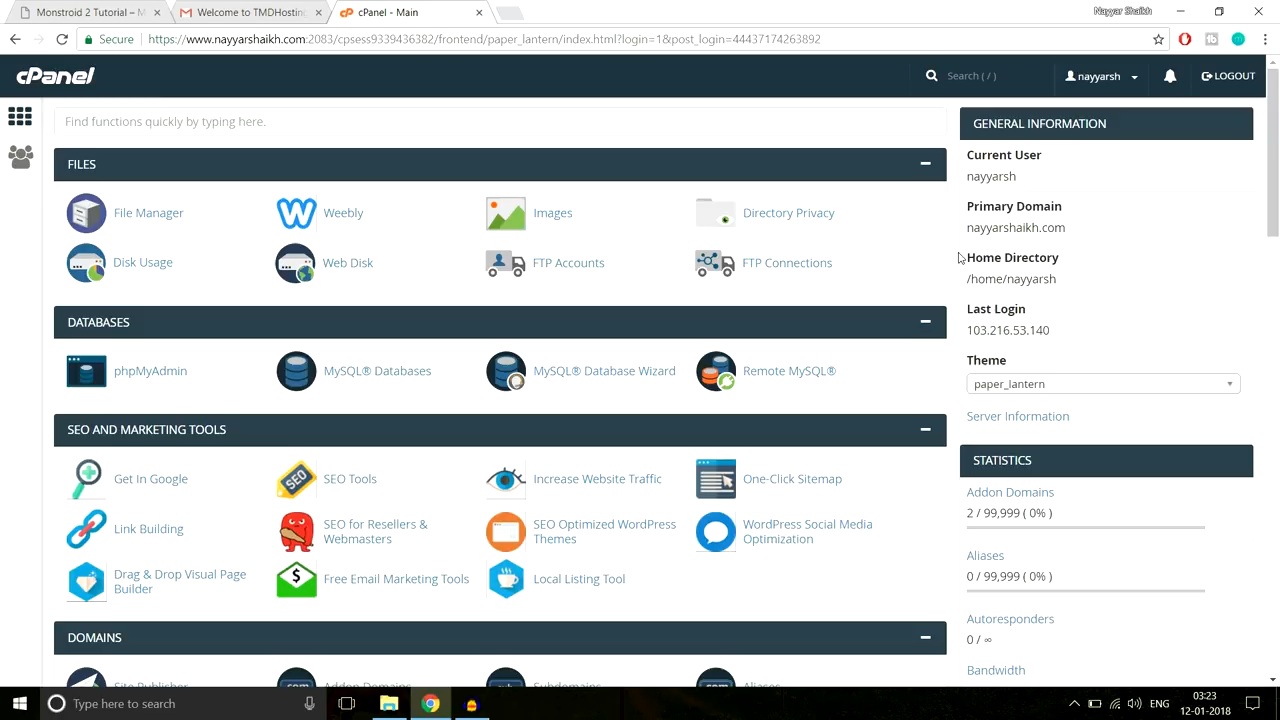 Monstroid 2 Tutorial – M
Welcome to TMDHosting
cPanel - Main
Nayyar Shaikh
Secure
https://www.nayyarshaikh.com:2083/cpsess9339436382/frontend/paper_lantern/index.html?login=1&post_login=44437174263892
cPanel
Search ( / )
nayyarsh
LOGOUT
Find functions quickly by typing here.
FILES
File Manager
Weebly
Images
Directory Privacy
Disk Usage
Web Disk
FTP Accounts
FTP Connections
DATABASES
phpMyAdmin
MySQL® Databases
MySQL® Database Wizard
Remote MySQL®
SEO AND MARKETING TOOLS
Get In Google
SEO
SEO Tools
Increase Website Traffic
One-Click Sitemap
Link Building
SEO for Resellers &
Webmasters
SEO Optimized WordPress
Themes
WordPress Social Media
Optimization
Drag & Drop Visual Page
Builder
Free Email Marketing Tools
Local Listing Tool
DOMAINS
Site Publisher
Addon Domains
Subdomains
Aliases
GENERAL INFORMATION
Current User
nayyarsh
Primary Domain
nayyarshaikh.com
Home Directory
/home/nayyarsh
Last Login
103.216.53.140
Theme
paper_lantern
Server Information
STATISTICS
Addon Domains
2 / 99,999 ( 0% )
Aliases
0 / 99,999 ( 0% )
Autoresponders
0 / ∞
Bandwidth
Type here to search
ENG
03:23
12-01-2018